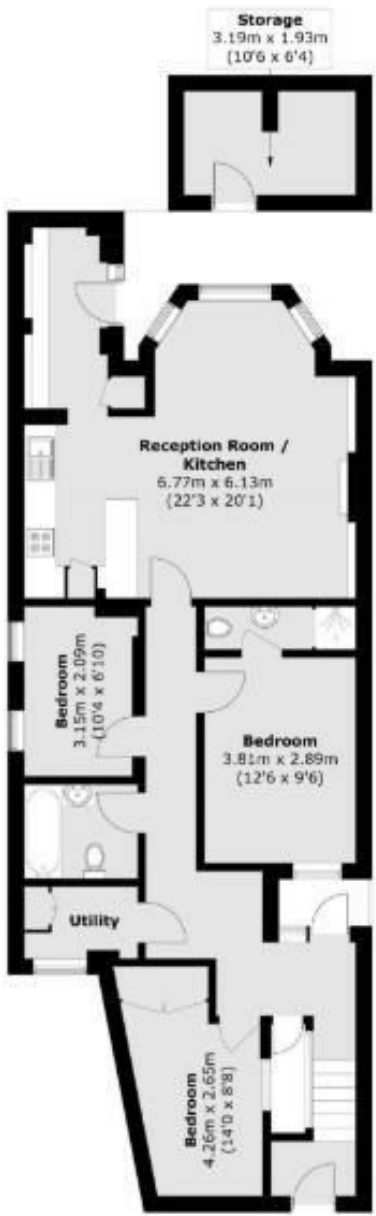 Storage
3.19m x 1.93m
(10'6 x 6'4)
Reception Room /
Kitchen
6.77m x 6.13m
(22'3 x 20'1)
Bedroom
3.15m x 2.09m
(10'4 x 6'10)
Bedroom
3.81m x 2.89m
(12'6 x 9'6)
Utility
Bedroom
4.26m x 2.65m
(14'0 x 8'8)